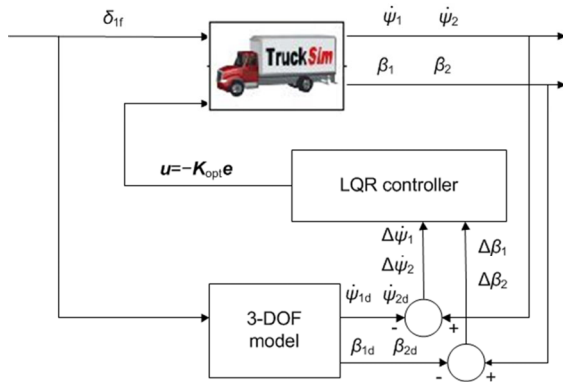 δ1f
ψ̇1 ψ̇2
TruckSim
β1 β2
u=−Kopte
LQR controller
Δψ̇1
Δψ̇2
Δβ1
Δβ2
3-DOF
model
ψ̇1d ψ̇2d
- +
β1d β2d
- +